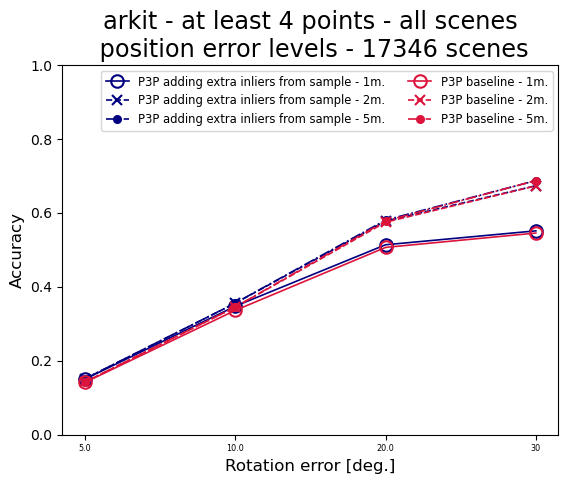 arkit - at least 4 points - all scenes
position error levels - 17346 scenes
P3P adding extra inliers from sample - 1m.
P3P adding extra inliers from sample - 2m.
P3P adding extra inliers from sample - 5m.
P3P baseline - 1m.
P3P baseline - 2m.
P3P baseline - 5m.
1.0
0.8
0.6
0.4
0.2
0.0
Accuracy
5.0
10.0
20.0
30
Rotation error [deg.]